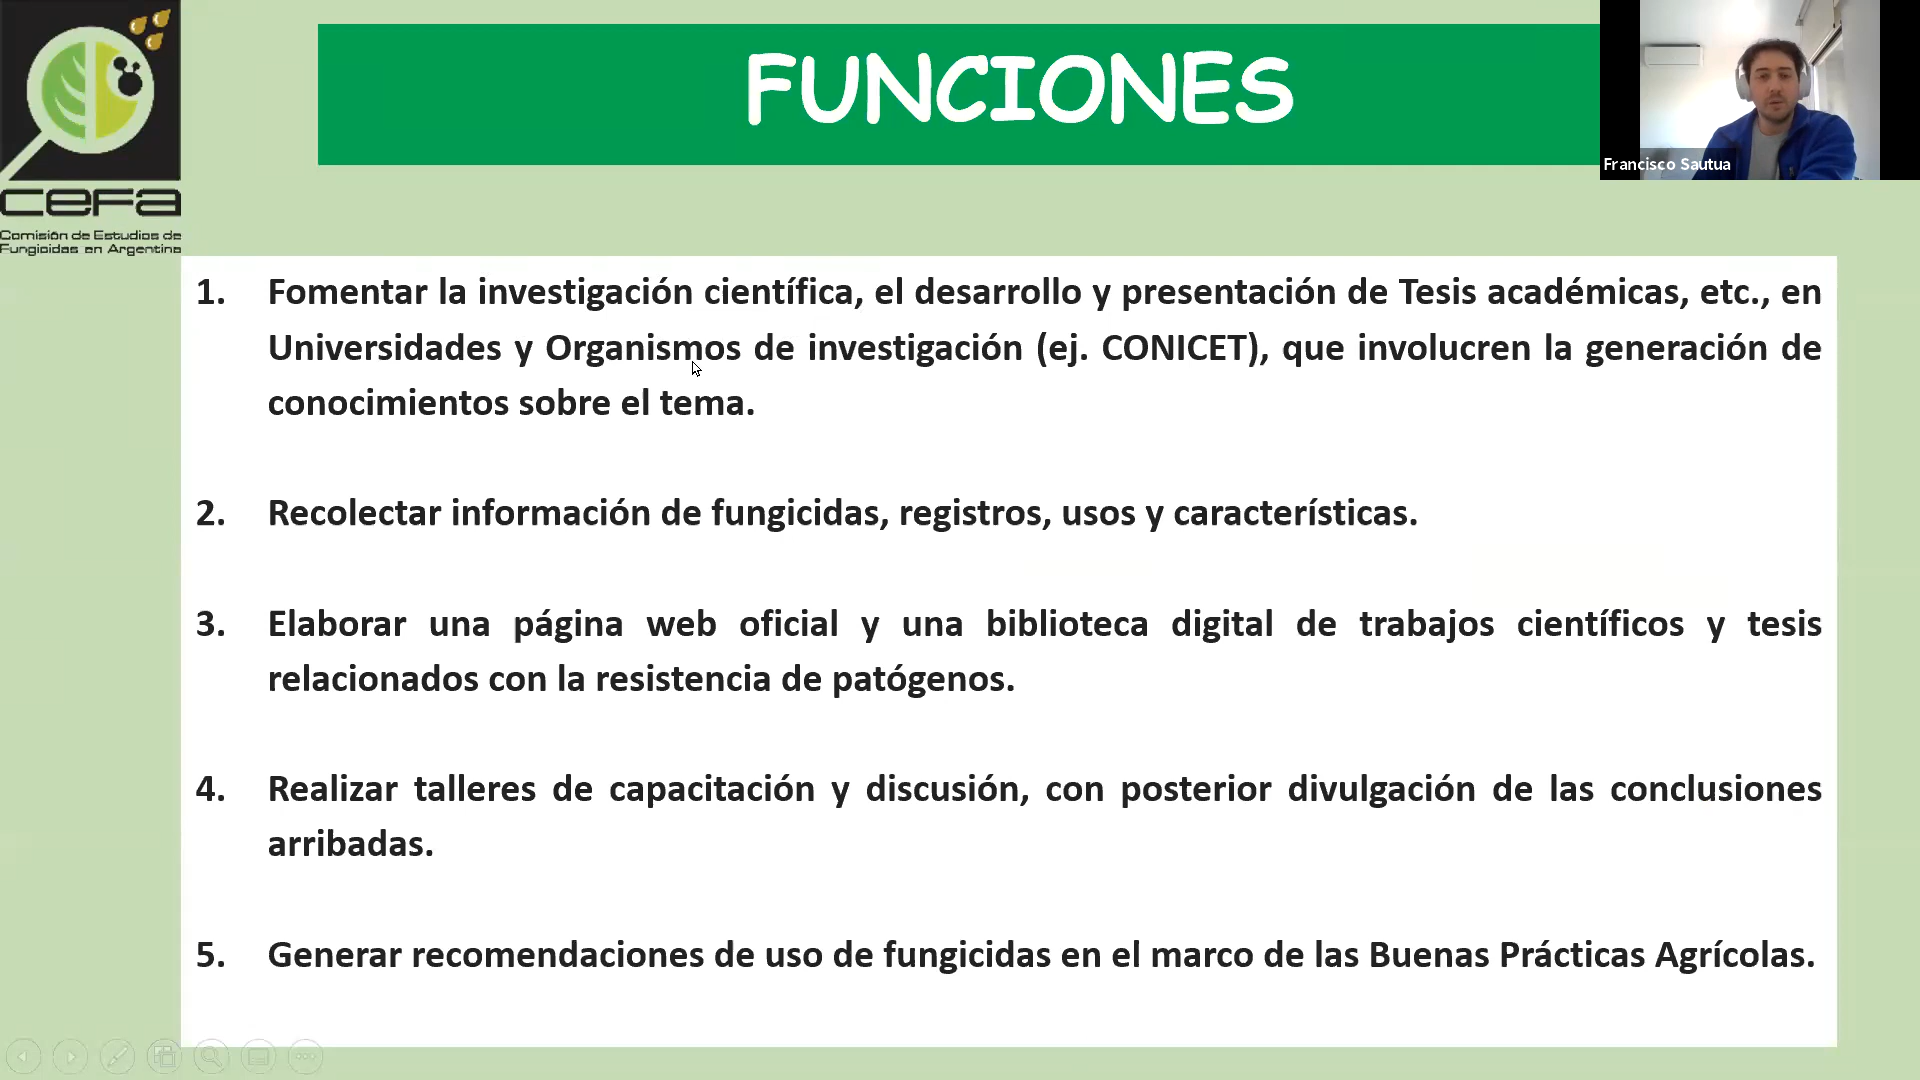 FUNCIONES
Francisco Sautua
cefa
Comisión de Estudios de
Fungicidas en Argentina
1. Fomentar la investigación científica, el desarrollo y presentación de Tesis académicas, etc., en
Universidades y Organismos de investigación (ej. CONICET), que involucren la generación de
conocimientos sobre el tema.
2. Recolectar información de fungicidas, registros, usos y características.
3. Elaborar una página web oficial y una biblioteca digital de trabajos científicos y tesis
relacionados con la resistencia de patógenos.
4. Realizar talleres de capacitación y discusión, con posterior divulgación de las conclusiones
arribadas.
5. Generar recomendaciones de uso de fungicidas en el marco de las Buenas Prácticas Agrícolas.